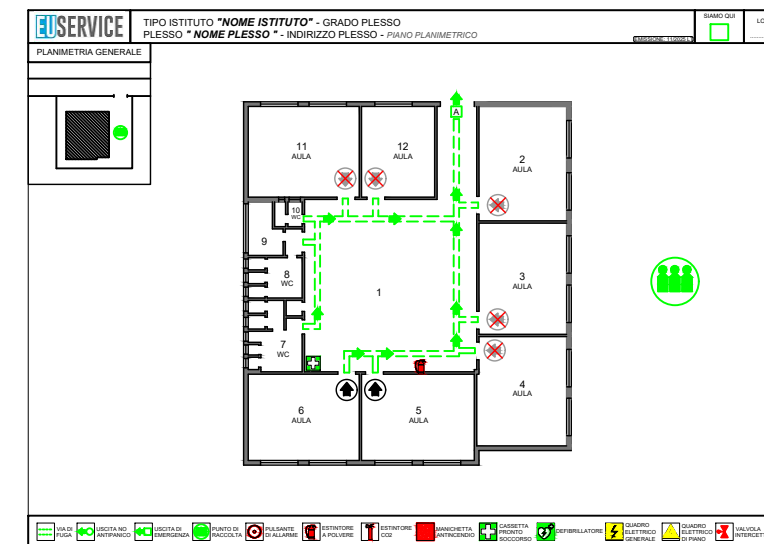 EUSERVICE
TIPO ISTITUTO "NOME ISTITUTO" - GRADO PLESSO
PLESSO " NOME PLESSO " - INDIRIZZO PLESSO - PIANO PLANIMETRICO
SIAMO QUI
LO
PLANIMETRIA GENERALE
A
11
AULA
12
AULA
2
AULA
10
WC
9
8
WC
3
AULA
1
7
WC
4
AULA
6
AULA
5
AULA
VIA DI
FUGA
USCITA NO
ANTIPANICO
USCITA DI
EMERGENZA
PUNTO DI
RACCOLTA
PULSANTE
DI ALLARME
ESTINTORE
A POLVERE
ESTINTORE
CO2
MANICHETTA
ANTINCENDIO
CASSETTA
PRONTO
SOCCORSO
DEFIBRILLATORE
QUADRO
ELETTRICO
GENERALE
QUADRO
ELETTRICO
DI PIANO
VALVOLA
INTERCETT